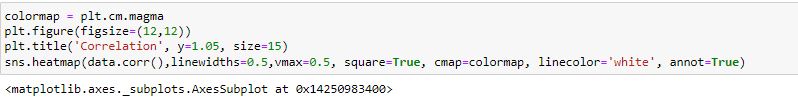 colormap = plt.cm.magma
plt.figure(figsize=(12,12))
plt.title('Correlation', y=1.05, size=15)
sns.heatmap(data.corr(),linewidths=0.5,vmax=0.5, square=True, cmap=colormap, linecolor='white', annot=True)
<matplotlib.axes._subplots.AxesSubplot at 0x14250983400>